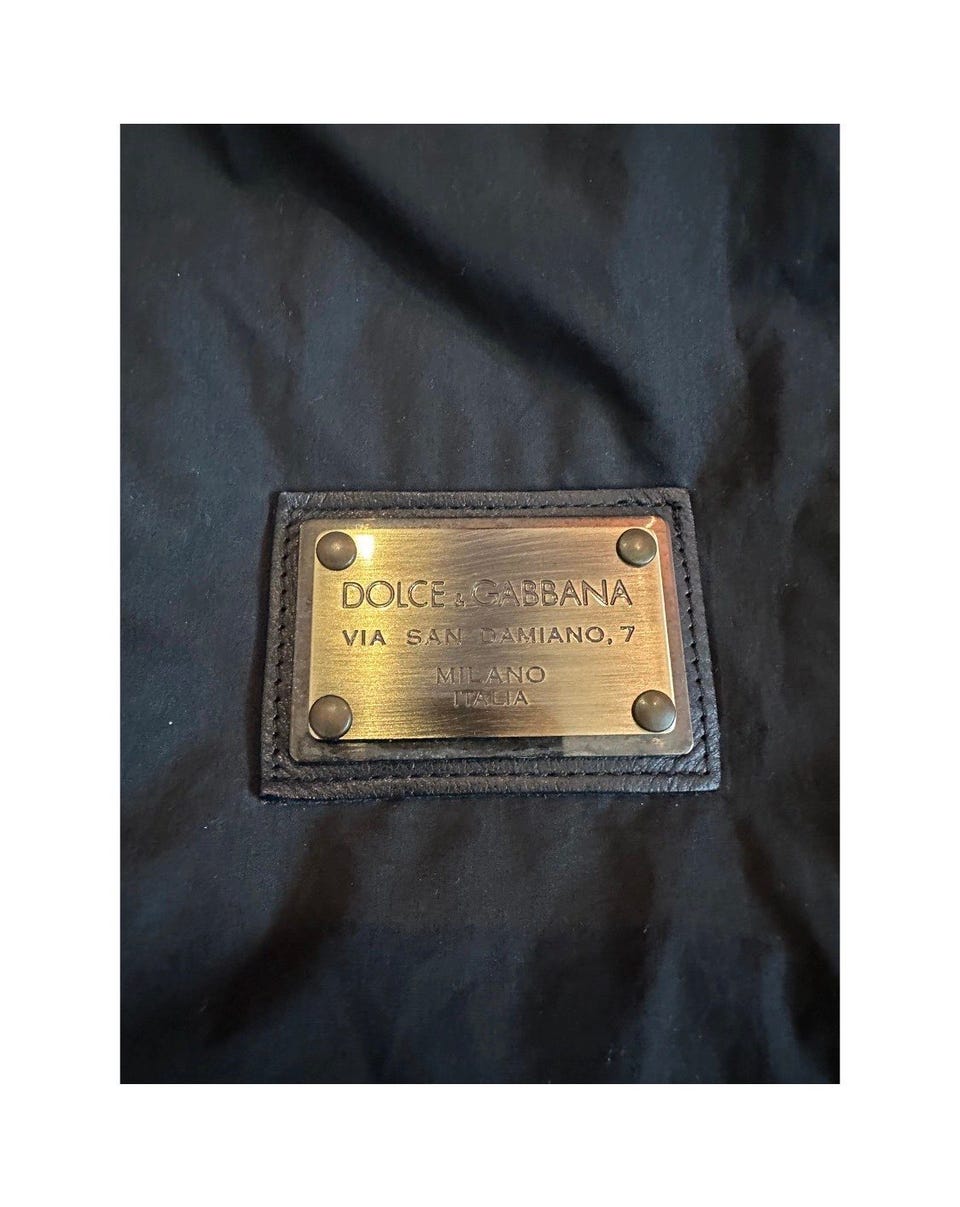 DOLCE & GABBANA
VIA SAN DAMIANO, 7
MILANO
ITALIA